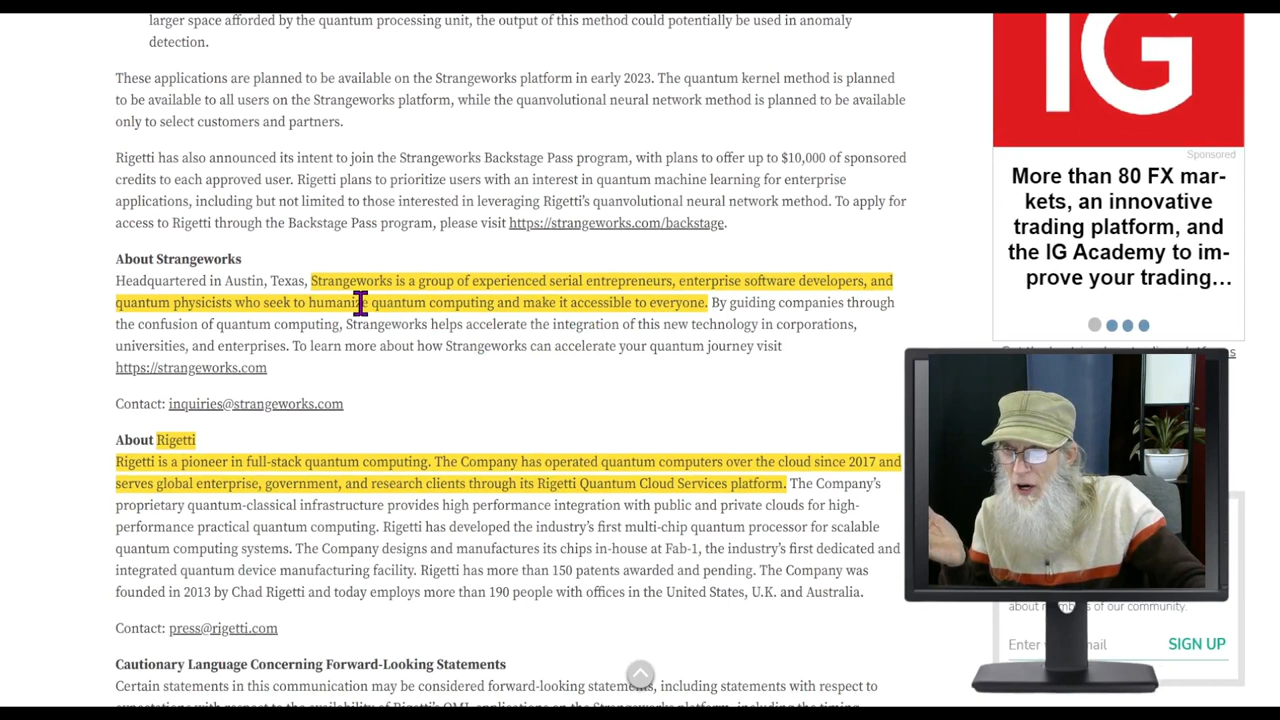 larger space afforded by the quantum processing unit, the output of this method could potentially be used in anomaly
detection.
These applications are planned to be available on the Strangeworks platform in early 2023. The quantum kernel method is planned
to be available to all users on the Strangeworks platform, while the quanvolutional neural network method is planned to be available
only to select customers and partners.
Rigetti has also announced its intent to join the Strangeworks Backstage Pass program, with plans to offer up to $10,000 of sponsored
credits to each approved user. Rigetti plans to prioritize users with an interest in quantum machine learning for enterprise
applications, including but not limited to those interested in leveraging Rigetti's quanvolutional neural network method. To apply for
access to Rigetti through the Backstage Pass program, please visit https://strangeworks.com/backstage.
About Strangeworks
Headquartered in Austin, Texas, Strangeworks is a group of experienced serial entrepreneurs, enterprise software developers, and
quantum physicists who seek to humanize quantum computing and make it accessible to everyone. By guiding companies through
the confusion of quantum computing, Strangeworks helps accelerate the integration of this new technology in corporations,
universities, and enterprises. To learn more about how Strangeworks can accelerate your quantum journey visit
https://strangeworks.com
Contact: inquiries@strangeworks.com
About Rigetti
Rigetti is a pioneer in full-stack quantum computing. The Company has operated quantum computers over the cloud since 2017 and
serves global enterprise, government, and research clients through its Rigetti Quantum Cloud Services platform. The Company's
proprietary quantum-classical infrastructure provides high performance integration with public and private clouds for high-
performance practical quantum computing. Rigetti has developed the industry's first multi-chip quantum processor for scalable
quantum computing systems. The Company designs and manufactures its chips in-house at Fab-1, the industry's first dedicated and
integrated quantum device manufacturing facility. Rigetti has more than 150 patents awarded and pending. The Company was
founded in 2013 by Chad Rigetti and today employs more than 190 people with offices in the United States, U.K. and Australia.
Contact: press@rigetti.com
Cautionary Language Concerning Forward-Looking Statements
Certain statements in this communication may be considered forward-looking statements, including statements with respect to
IG
Sponsored
More than 80 FX mar-
kets, an innovative
trading platform, and
the IG Academy to im-
prove your trading...
about of our community.
Enter
SIGN UP